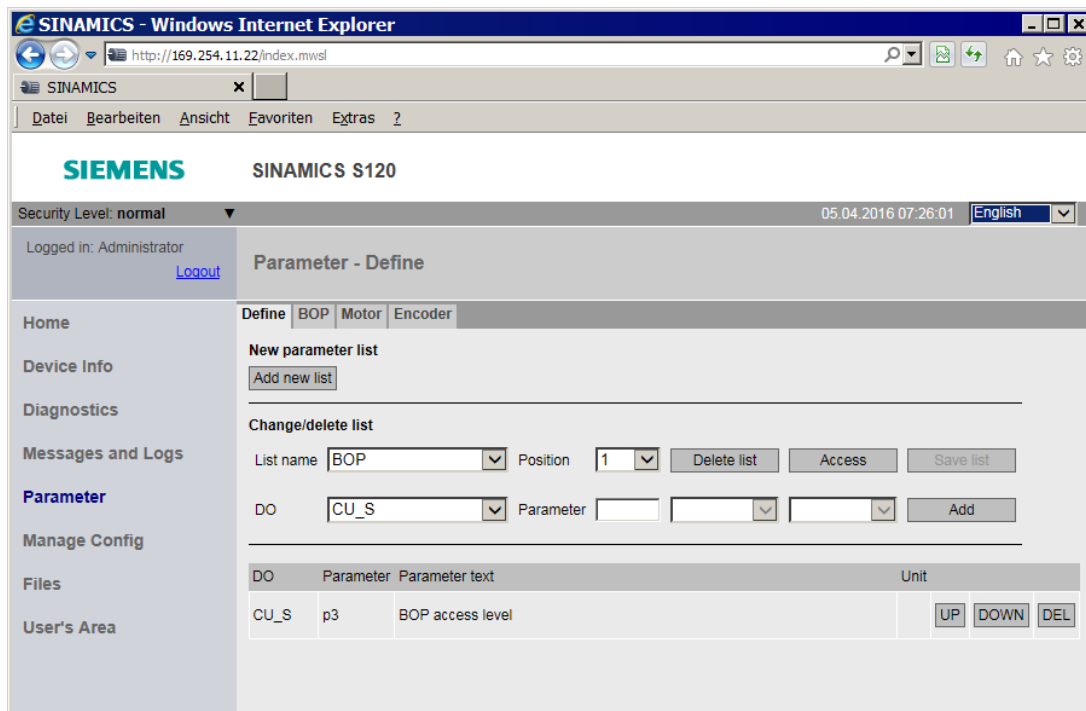 SINAMICS - Windows Internet Explorer
http://169.254.11.22/index.mwsl
SINAMICS
Datei Bearbeiten Ansicht Favoriten Extras ?
SIEMENS SINAMICS S120
Security Level: normal 05.04.2016 07:26:01 English
Logged in: Administrator
Logout
Parameter - Define
Home
Device Info
Diagnostics
Messages and Logs
Parameter
Manage Config
Files
User's Area
Define BOP Motor Encoder
New parameter list
Add new list
Change/delete list
List name BOP Position 1 Delete list Access Save list
DO CU_S Parameter Add
DO Parameter Parameter text Unit
CU_S p3 BOP access level UP DOWN DEL